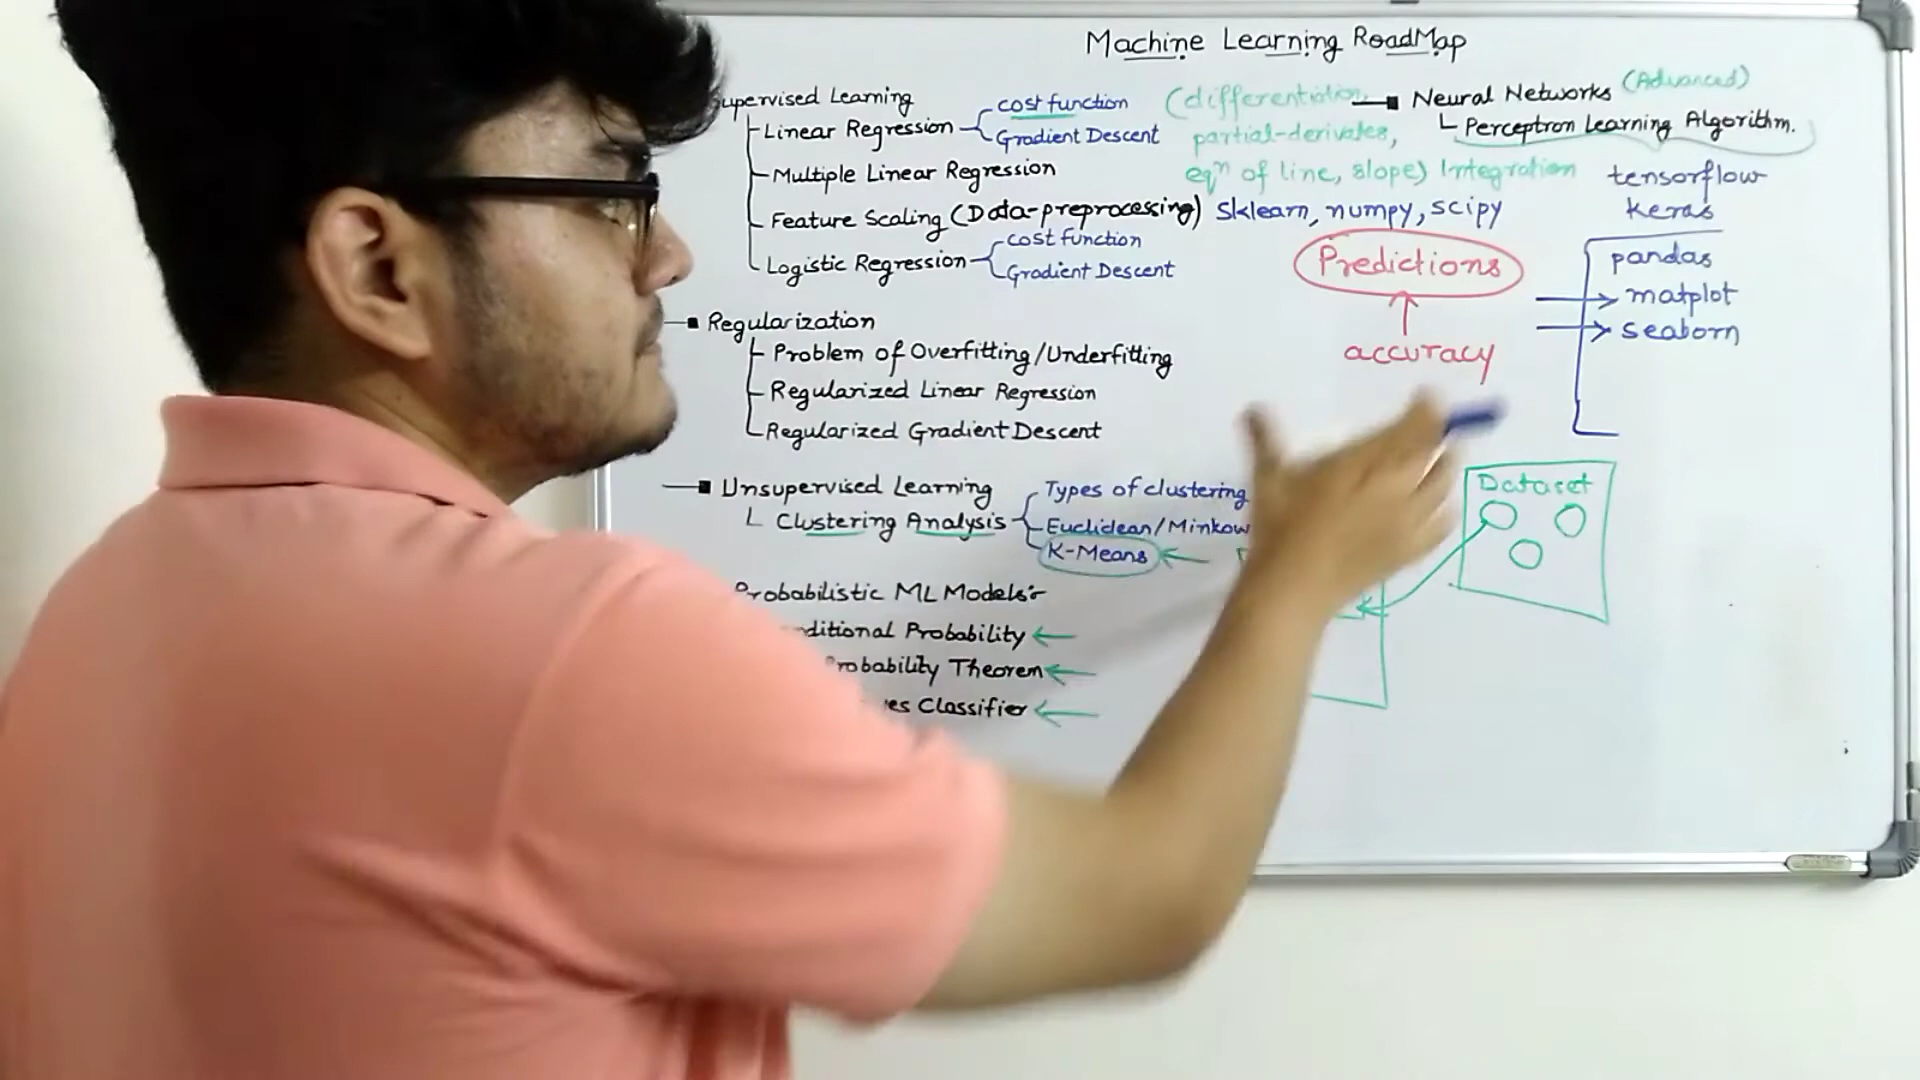 Machine Learning RoadMap
upervised Learning
Linear Regression
cost function
Gradient Descent
Multiple Linear Regression
Feature Scaling (Data-preprocessing) Sklearn, numpy, scipy
Logistic Regression
cost function
Gradient Descent
(differentiation,
partial-derivates,
eqn of line, slope) Integration
Neural Networks (Advanced)
Perceptron Learning Algorithm.
tensorflow
keras
pandas
matplot
seaborn
Predictions
accuracy
Regularization
Problem of Overfitting/Underfitting
Regularized Linear Regression
Regularized Gradient Descent
Unsupervised Learning
Clustering Analysis
Types of clustering
Euclidean/Minkow
K-Means
Dataset
Probabilistic ML Models:-
ditional Probability
Probability Theorem
es Classifier